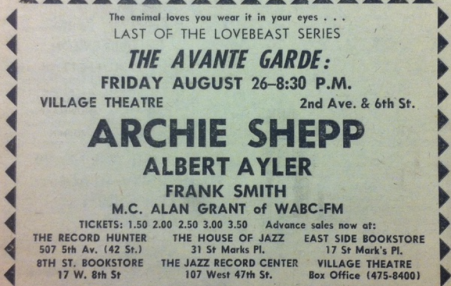 The animal loves you wear it in your eyes . . .
LAST OF THE LOVEBEAST SERIES
THE AVANTE GARDE:
FRIDAY AUGUST 26–8:30 P.M.
VILLAGE THEATRE 2nd Ave. & 6th St.
ARCHIE SHEPP
ALBERT AYLER
FRANK SMITH
M.C. ALAN GRANT of WABC-FM
TICKETS: 1.50 2.00 2.50 3.00 3.50 Advance sales now at:
THE RECORD HUNTER THE HOUSE OF JAZZ EAST SIDE BOOKSTORE
507 5th Av. (42 St.) 31 St Marks Pl. 17 St Mark's Pl.
8TH ST. BOOKSTORE THE JAZZ RECORD CENTER VILLAGE THEATRE
17 W. 8th St 107 West 47th St. Box Office (475-8400)